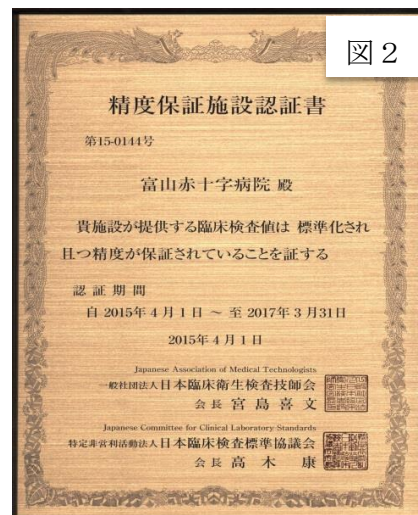 図2
精度保証施設認証書
第15-0144号
富山赤十字病院 殿
貴施設が提供する臨床検査値は 標準化され
且つ精度が保証されていることを証する
認証期間
自 2015年4月1日 ~ 至 2017年3月31日
2015年4月1日
Japanese Association of Medical Technologists
一般社団法人日本臨床衛生検査技師会
会長 宮島喜文
Japanese Committee for Clinical Laboratory Standards
特定非営利活動法人日本臨床検査標準協議会
会長 高木 康